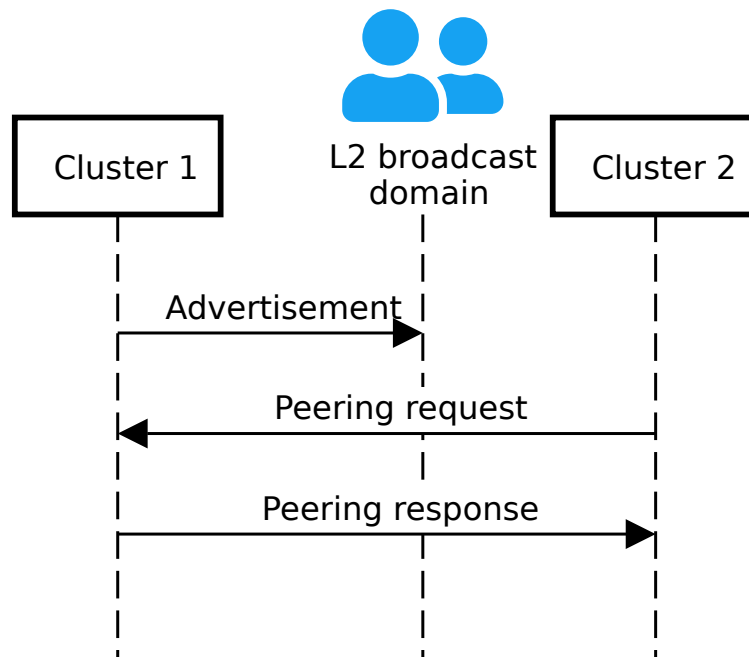 Cluster 1
L2 broadcast
domain
Cluster 2
Advertisement
Peering request
Peering response